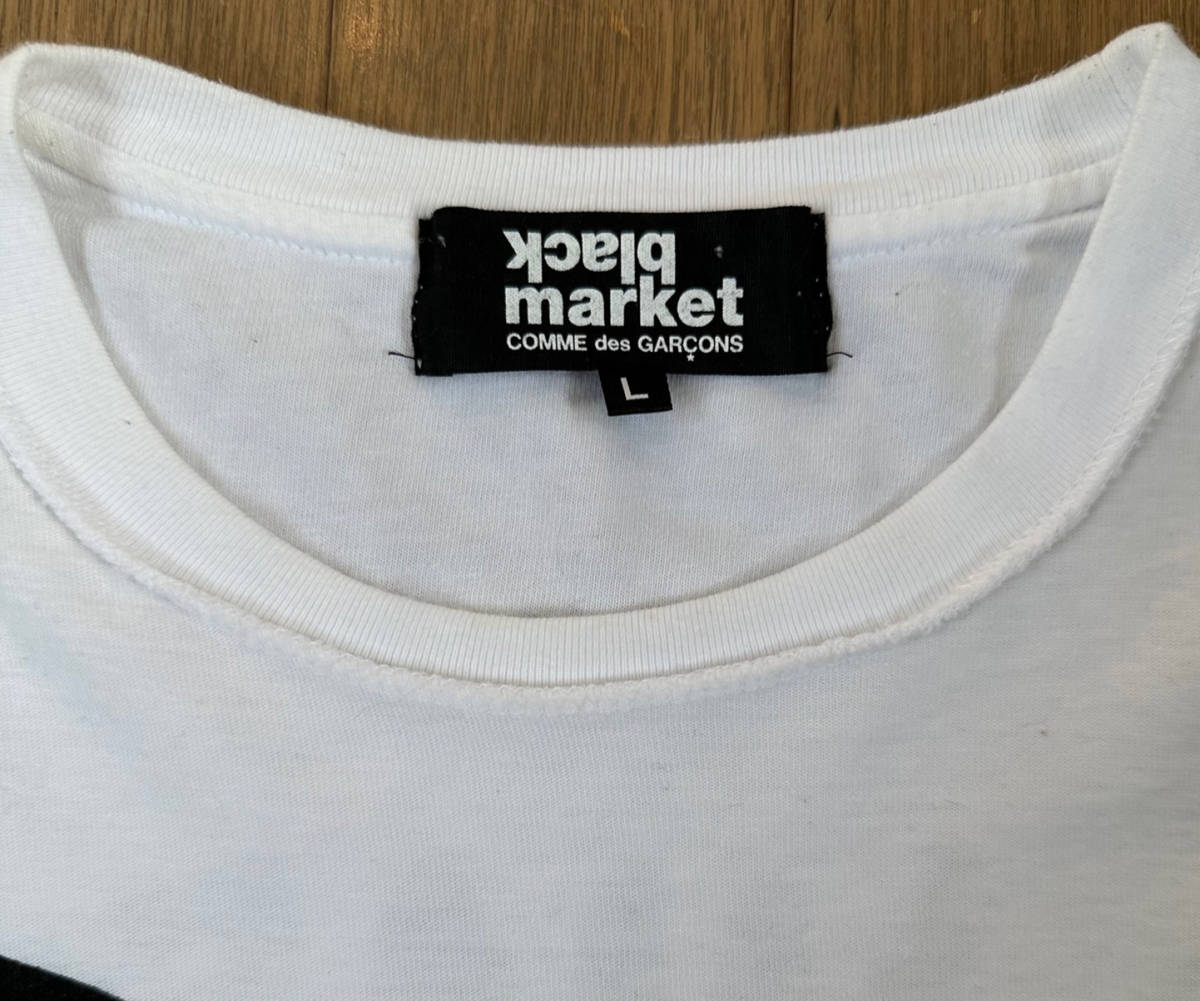 black
market
COMME des GARÇONS
L